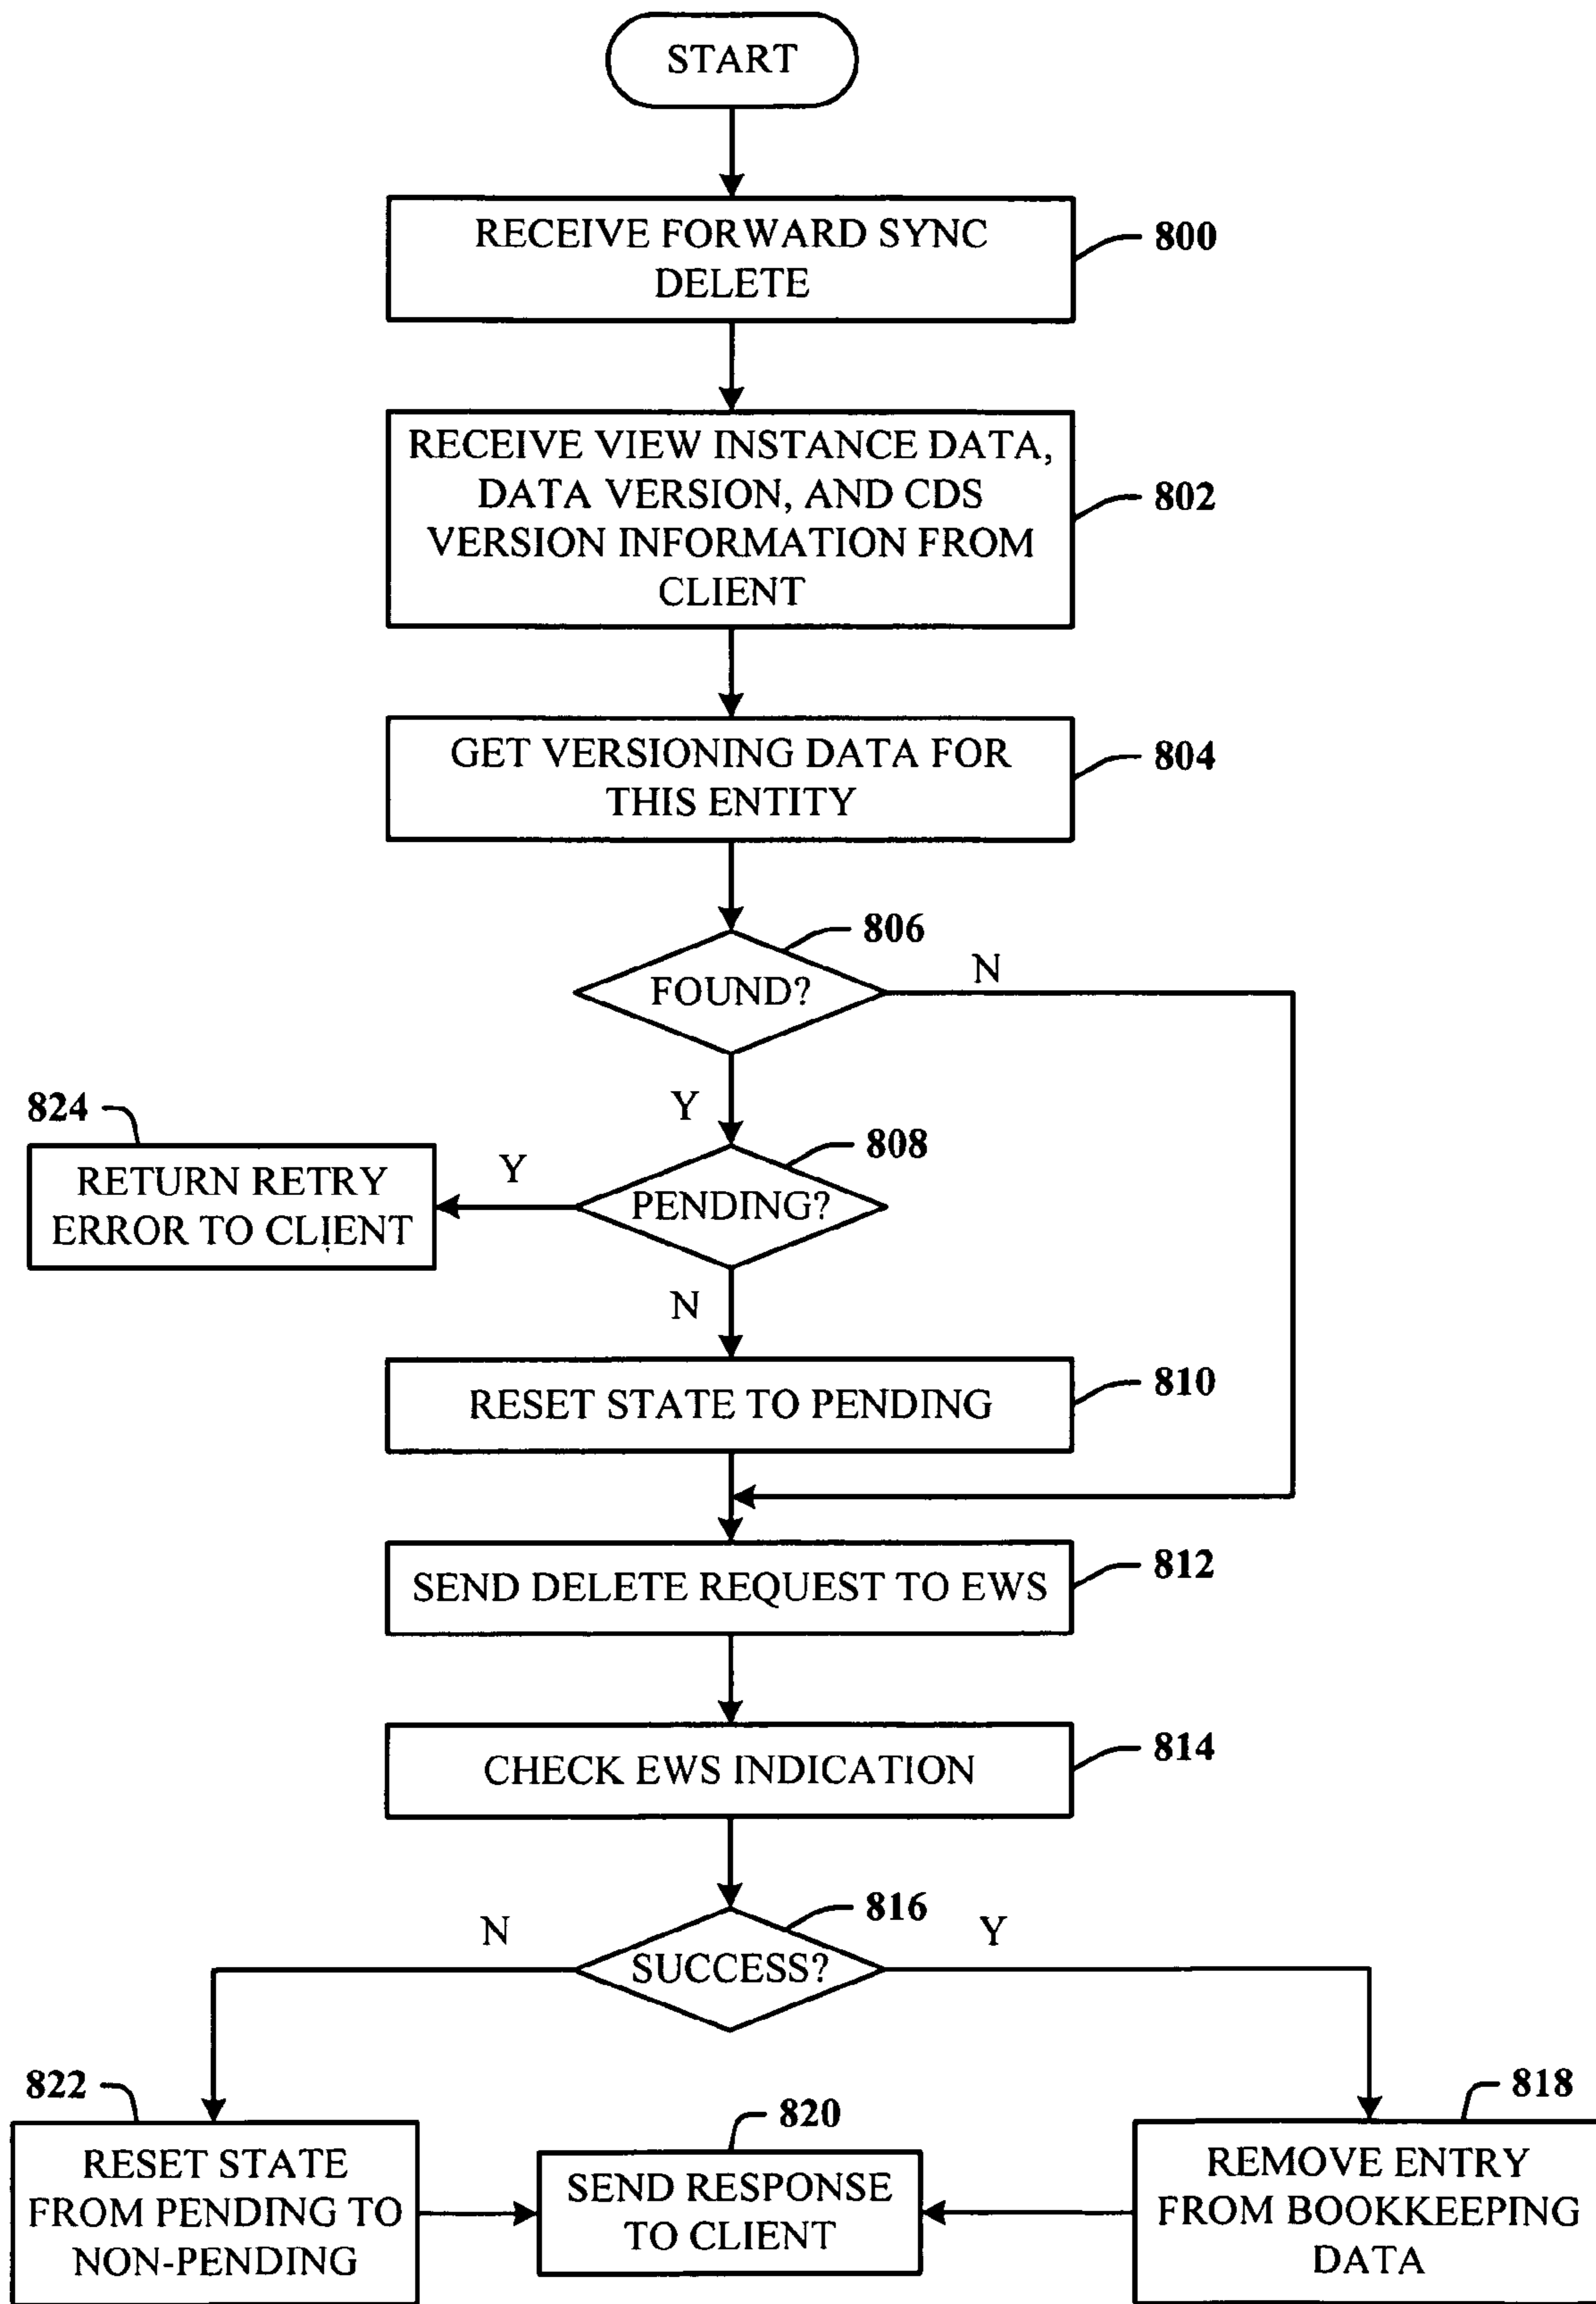 START
RECEIVE FORWARD SYNC
DELETE
800
RECEIVE VIEW INSTANCE DATA,
DATA VERSION, AND CDS
VERSION INFORMATION FROM
CLIENT
802
GET VERSIONING DATA FOR
THIS ENTITY
804
806
FOUND?
N
Y
824
RETURN RETRY
ERROR TO CLIENT
Y
808
PENDING?
N
RESET STATE TO PENDING
810
SEND DELETE REQUEST TO EWS
812
CHECK EWS INDICATION
814
816
N
SUCCESS?
Y
822
RESET STATE
FROM PENDING TO
NON-PENDING
820
SEND RESPONSE
TO CLIENT
818
REMOVE ENTRY
FROM BOOKKEEPING
DATA